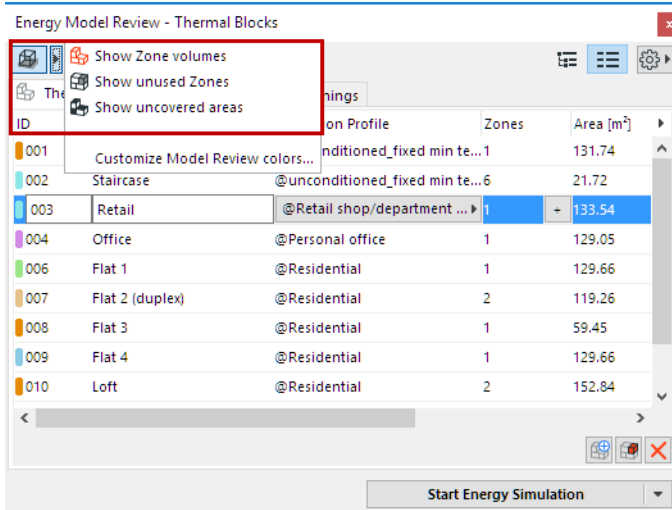 Energy Model Review - Thermal Blocks
x
Show Zone volumes
Show unused Zones
Show uncovered areas
Customize Model Review colors...
The
nings
ID on Profile Zones Area [m²]
001 nditioned_fixed min te... 1 131.74
002 Staircase @unconditioned_fixed min te... 6 21.72
003 Retail @Retail shop/department ... 1 + 133.54
004 Office @Personal office 1 129.05
006 Flat 1 @Residential 1 129.66
007 Flat 2 (duplex) @Residential 2 119.26
008 Flat 3 @Residential 1 59.45
009 Flat 4 @Residential 1 129.66
010 Loft @Residential 2 152.84
Start Energy Simulation